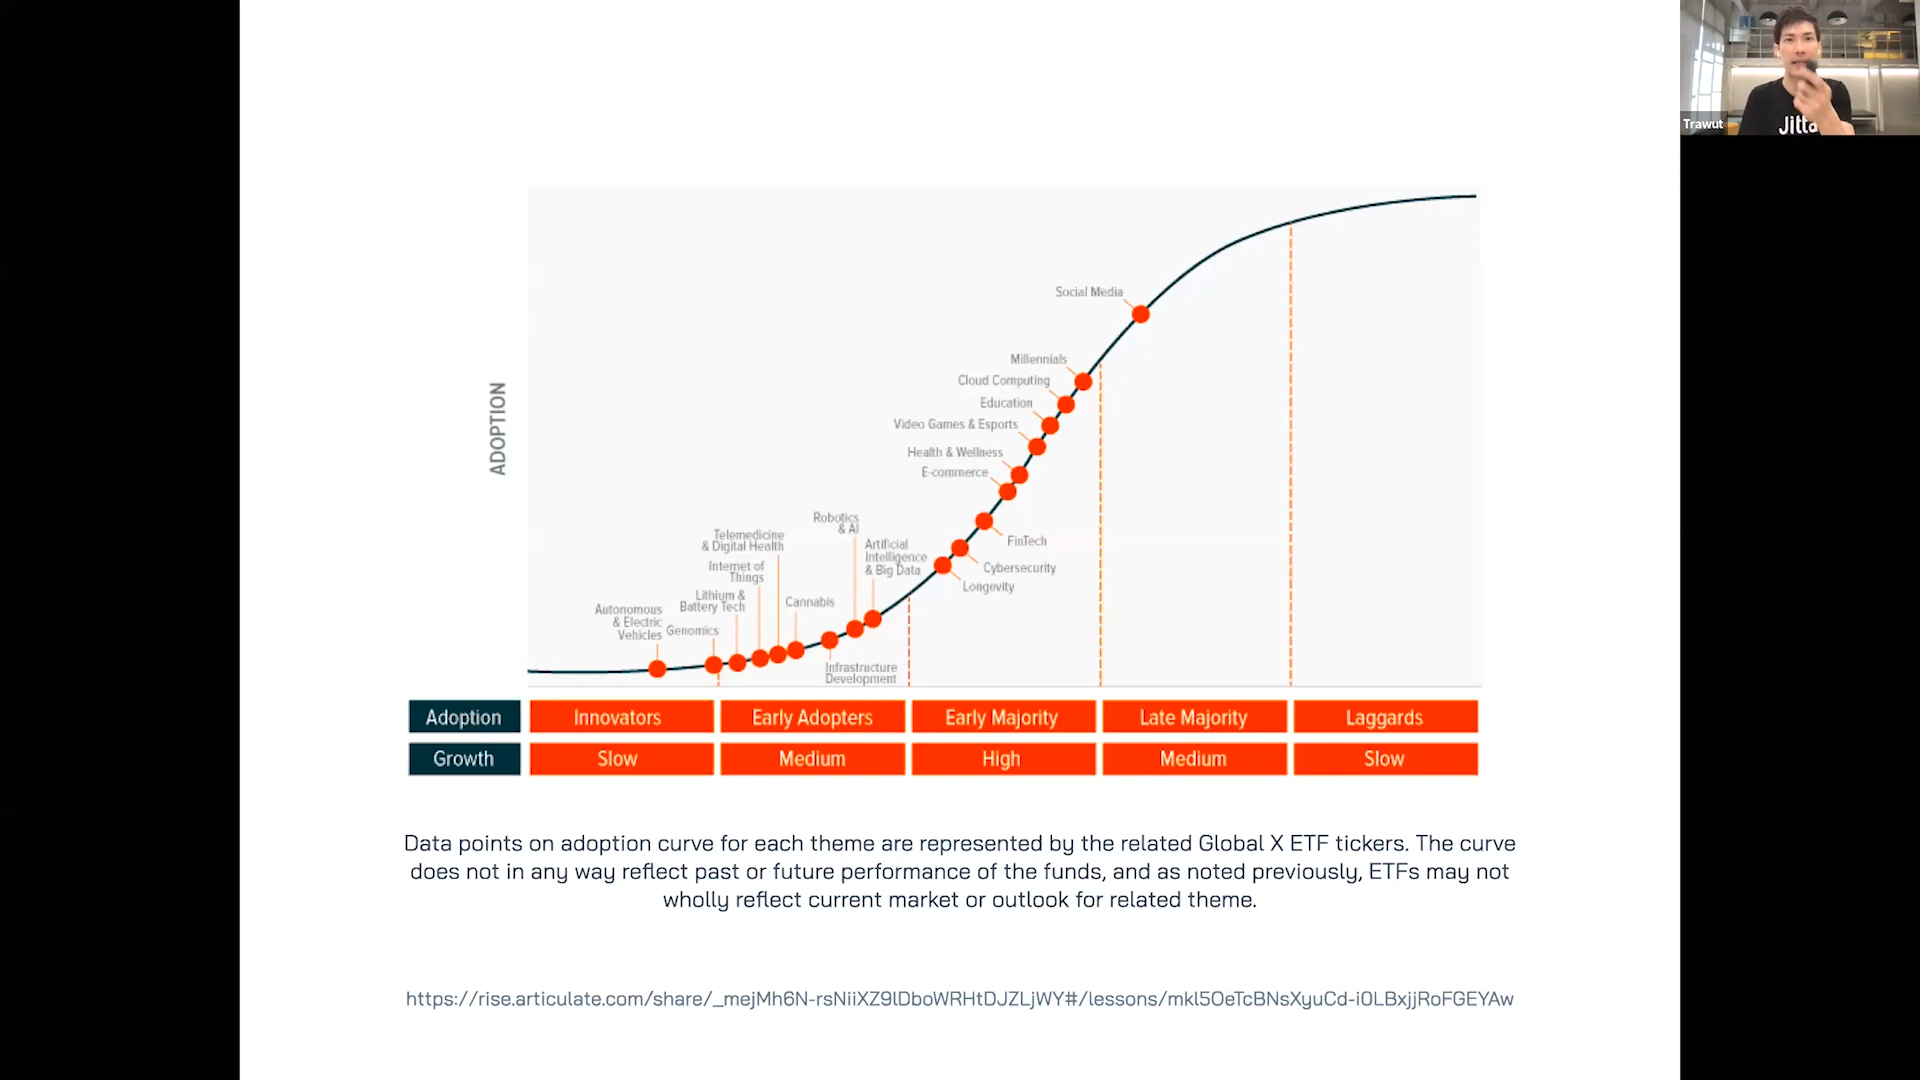 Trawut
Jitta
Social Media
Millennials
Cloud Computing
Education
Video Games & Esports
Health & Wellness
E-commerce
FinTech
Cybersecurity
Longevity
Robotics
& AI
Artificial
Intelligence
& Big Data
Telemedicine
& Digital Health
Internet of
Things
Lithium &
Battery Tech
Cannabis
Autonomous
& Electric
Vehicles
Genomics
Infrastructure
Development
ADOPTION
Adoption Innovators Early Adopters Early Majority Late Majority Laggards
Growth Slow Medium High Medium Slow
Data points on adoption curve for each theme are represented by the related Global X ETF tickers. The curve
does not in any way reflect past or future performance of the funds, and as noted previously, ETFs may not
wholly reflect current market or outlook for related theme.
https://rise.articulate.com/share/_mejMh6N-rsNiiXZ9lDboWRHtDJZLjWY#/lessons/mkl5OeTcBNsXyuCd-i0LBxjjRoFGEYAw